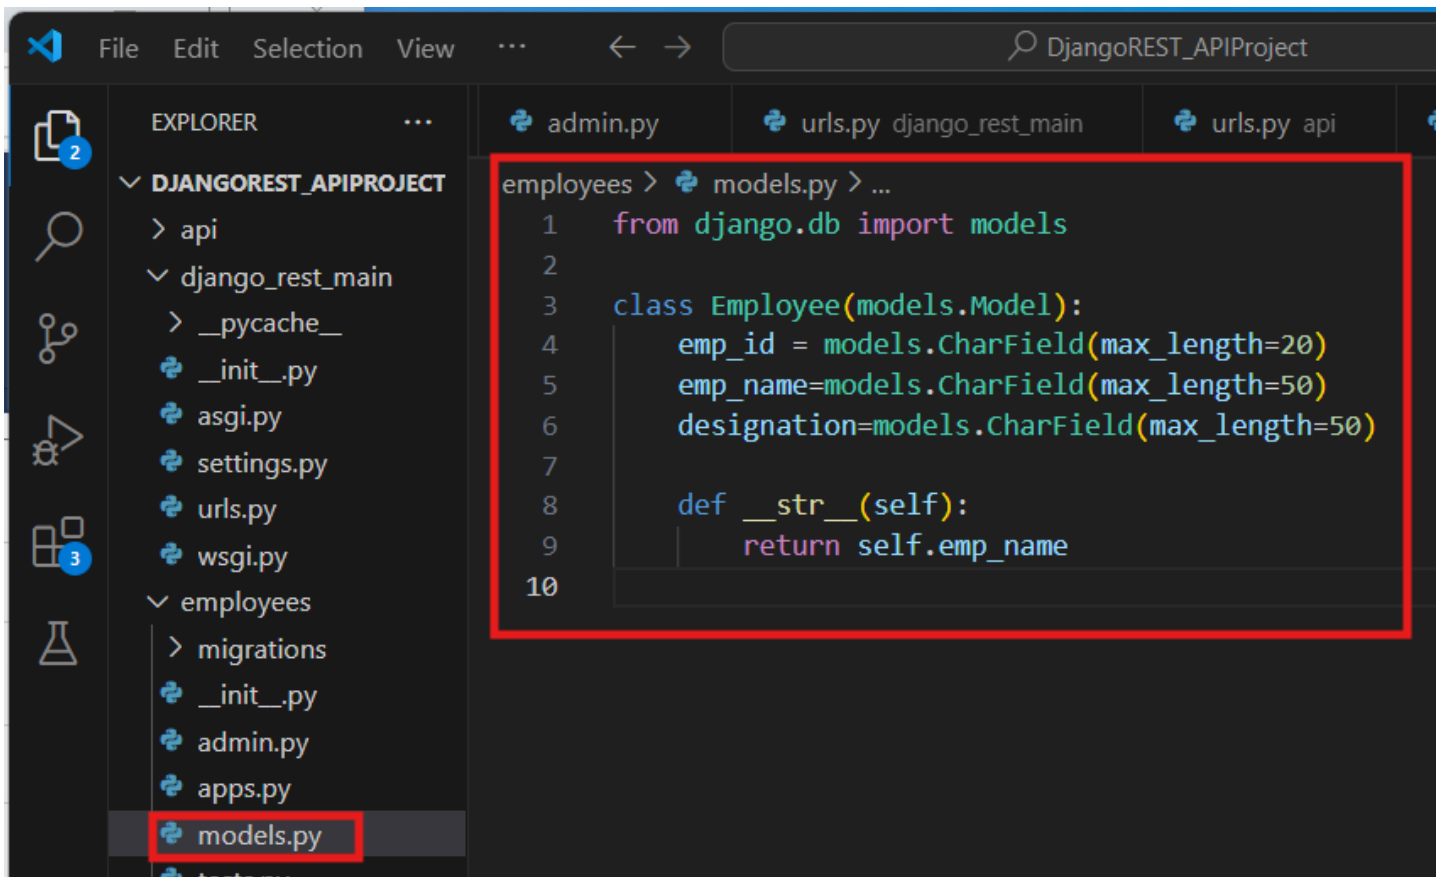 File Edit Selection View ... DjangoREST_APIProject
EXPLORER ...
2
DJANGOREST_APIPROJECT
api
django_rest_main
__pycache__
__init__.py
asgi.py
settings.py
urls.py
wsgi.py
3
employees
migrations
__init__.py
admin.py
apps.py
models.py
admin.py urls.py django_rest_main urls.py api
employees > models.py > ...
1 from django.db import models
2
3 class Employee(models.Model):
4 emp_id = models.CharField(max_length=20)
5 emp_name=models.CharField(max_length=50)
6 designation=models.CharField(max_length=50)
7
8 def __str__(self):
9 return self.emp_name
10